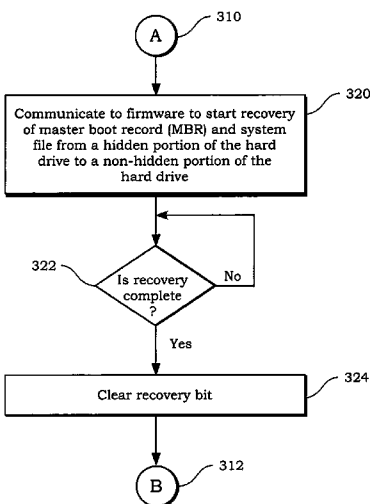 A
310
320
Communicate to firmware to start recovery
of master boot record (MBR) and system
file from a hidden portion of the hard
drive to a non-hidden portion of the
hard drive
322
Is recovery
complete
?
No
Yes
324
Clear recovery bit
312
B